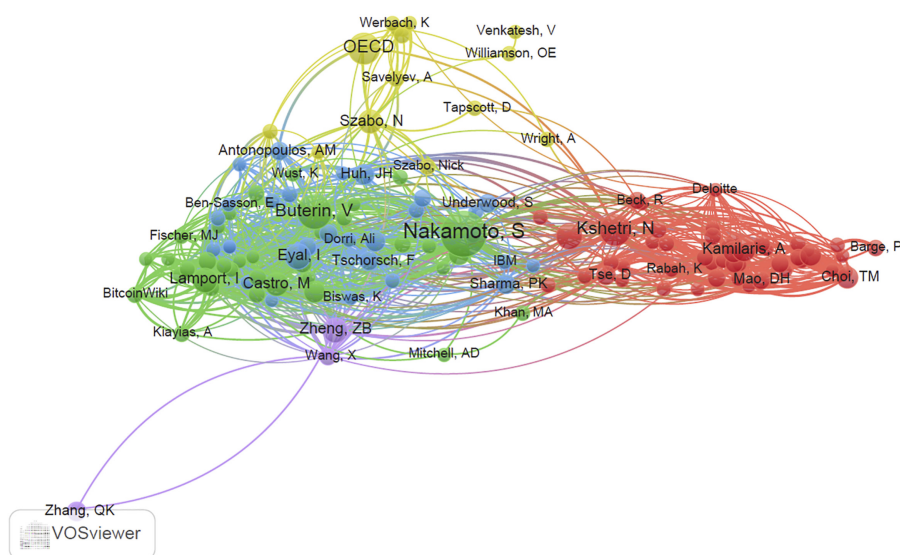 Werbach, K
Venkatesh, V
OECD
Williamson, OE
Savelyev, A
Tapscott, D
Szabo, N
Wright, A
Antonopoulos, AM
Wust, K
Huh, JH
Szabo, Nick
Deloitte
Ben-Sasson, E
Buterin, V
Underwood, S
Beck, R
Fischer, MJ
Dorri, Ali
Nakamoto, S
Kshetri, N
Eyal, I
Tschorsch, F
IBM
Kamilaris, A
Barge, P
Lamport, l
Castro, M
Sharma, PK
Tse, D
Rabah, K
Mao, DH
Choi, TM
BitcoinWiki
Biswas, K
Khan, MA
Kiayias, A
Zheng, ZB
Wang, X
Mitchell, AD
Zhang, QK
VOSviewer